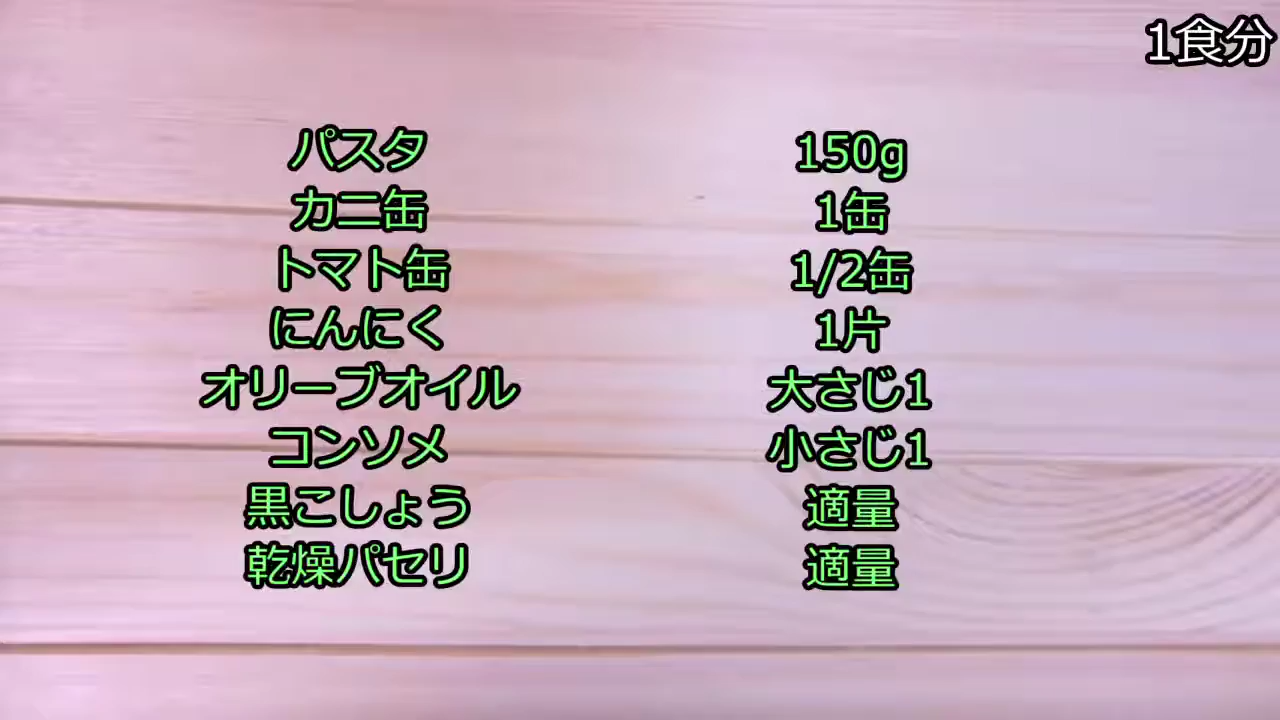 1食分
パスタ 150g
カニ缶 1缶
トマト缶 1/2缶
にんにく 1片
オリーブオイル 大さじ1
コンソメ 小さじ1
黒こしょう 適量
乾燥パセリ 適量